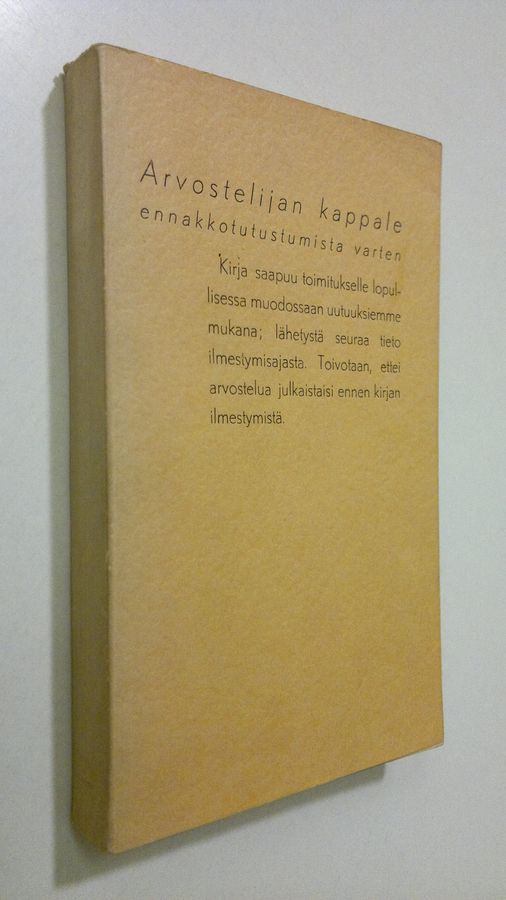 Arvostelijan kappale
ennakkotutustumista varten
Kirja saapuu toimitukselle lopul-
lisessa muodossaan uutuuksiemme
mukana; lähetystä seuraa tieto
ilmestymisajasta. Toivotaan, ettei
arvostelua julkaistaisi ennen kirjan
ilmestymistä.